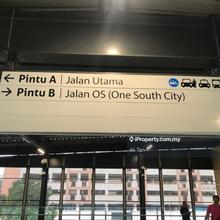 ← Pintu A | Jalan Utama
→ Pintu B | Jalan OS (One South City)
iProperty.com.my